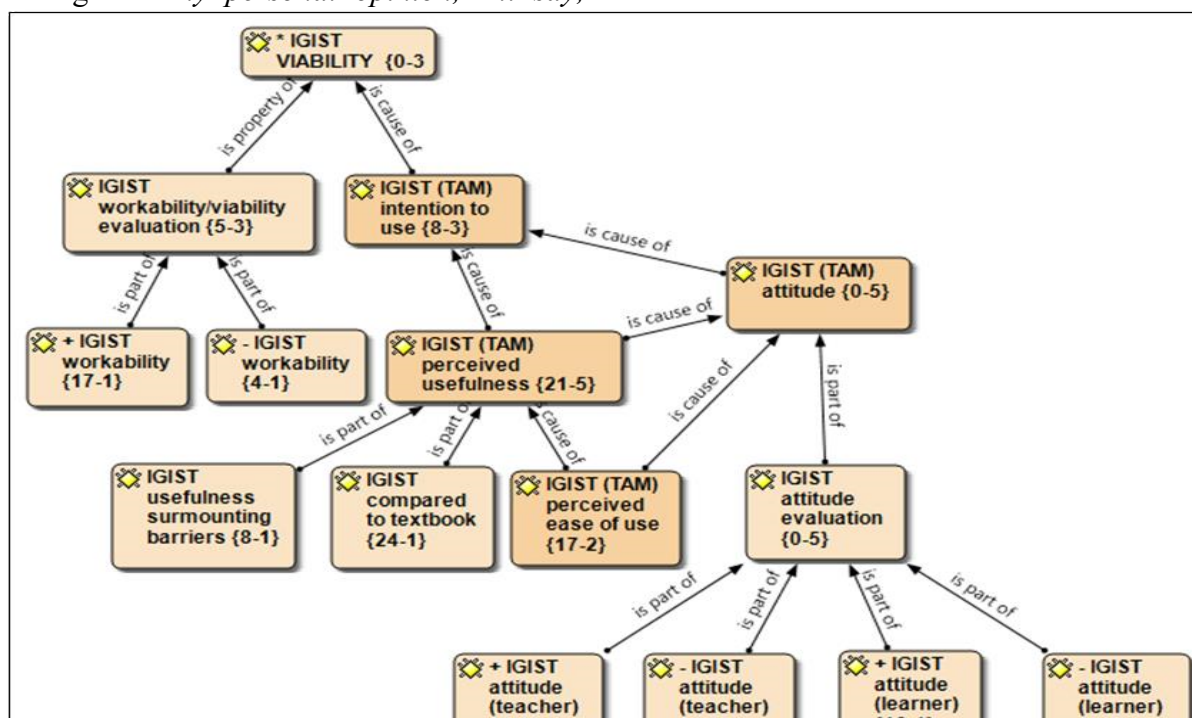 * IGIST
VIABILITY {0-3
is property of
is cause of
IGIST
workability/viability
evaluation {5-3}
IGIST (TAM)
intention to
use {8-3}
is cause of
IGIST (TAM)
attitude {0-5}
is part of
is part of
is cause of
is cause of
+ IGIST
workability
{17-1}
- IGIST
workability
{4-1}
IGIST (TAM)
perceived
usefulness {21-5}
is part of
is part of
is cause of
is cause of
is part of
IGIST
usefulness
surmounting
barriers {8-1}
IGIST
compared
to textbook
{24-1}
IGIST (TAM)
perceived
ease of use
{17-2}
IGIST
attitude
evaluation
{0-5}
is part of
is part of
is part of
is part of
+ IGIST
attitude
(teacher)
- IGIST
attitude
(teacher)
+ IGIST
attitude
(learner)
- IGIST
attitude
(learner)